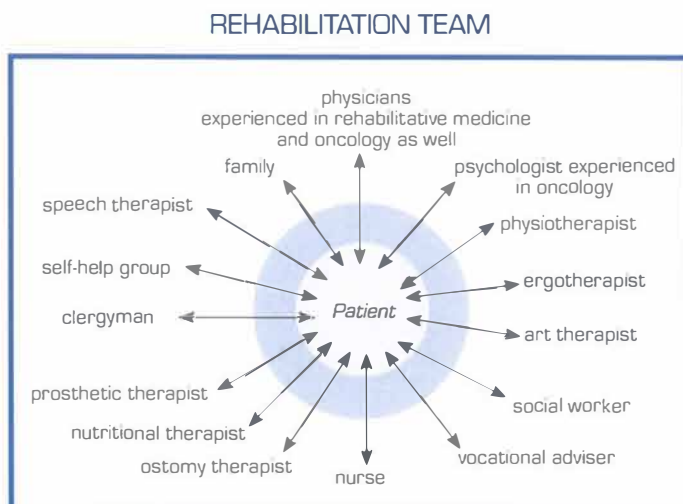 REHABILITATION TEAM
physicians
experienced in rehabilitative medicine
and oncology as well
family
psychologist experienced
in oncology
speech therapist
physiotherapist
self-help group
ergotherapist
clergyman
Patient
art therapist
prosthetic therapist
social worker
nutritional therapist
vocational adviser
ostomy therapist
nurse